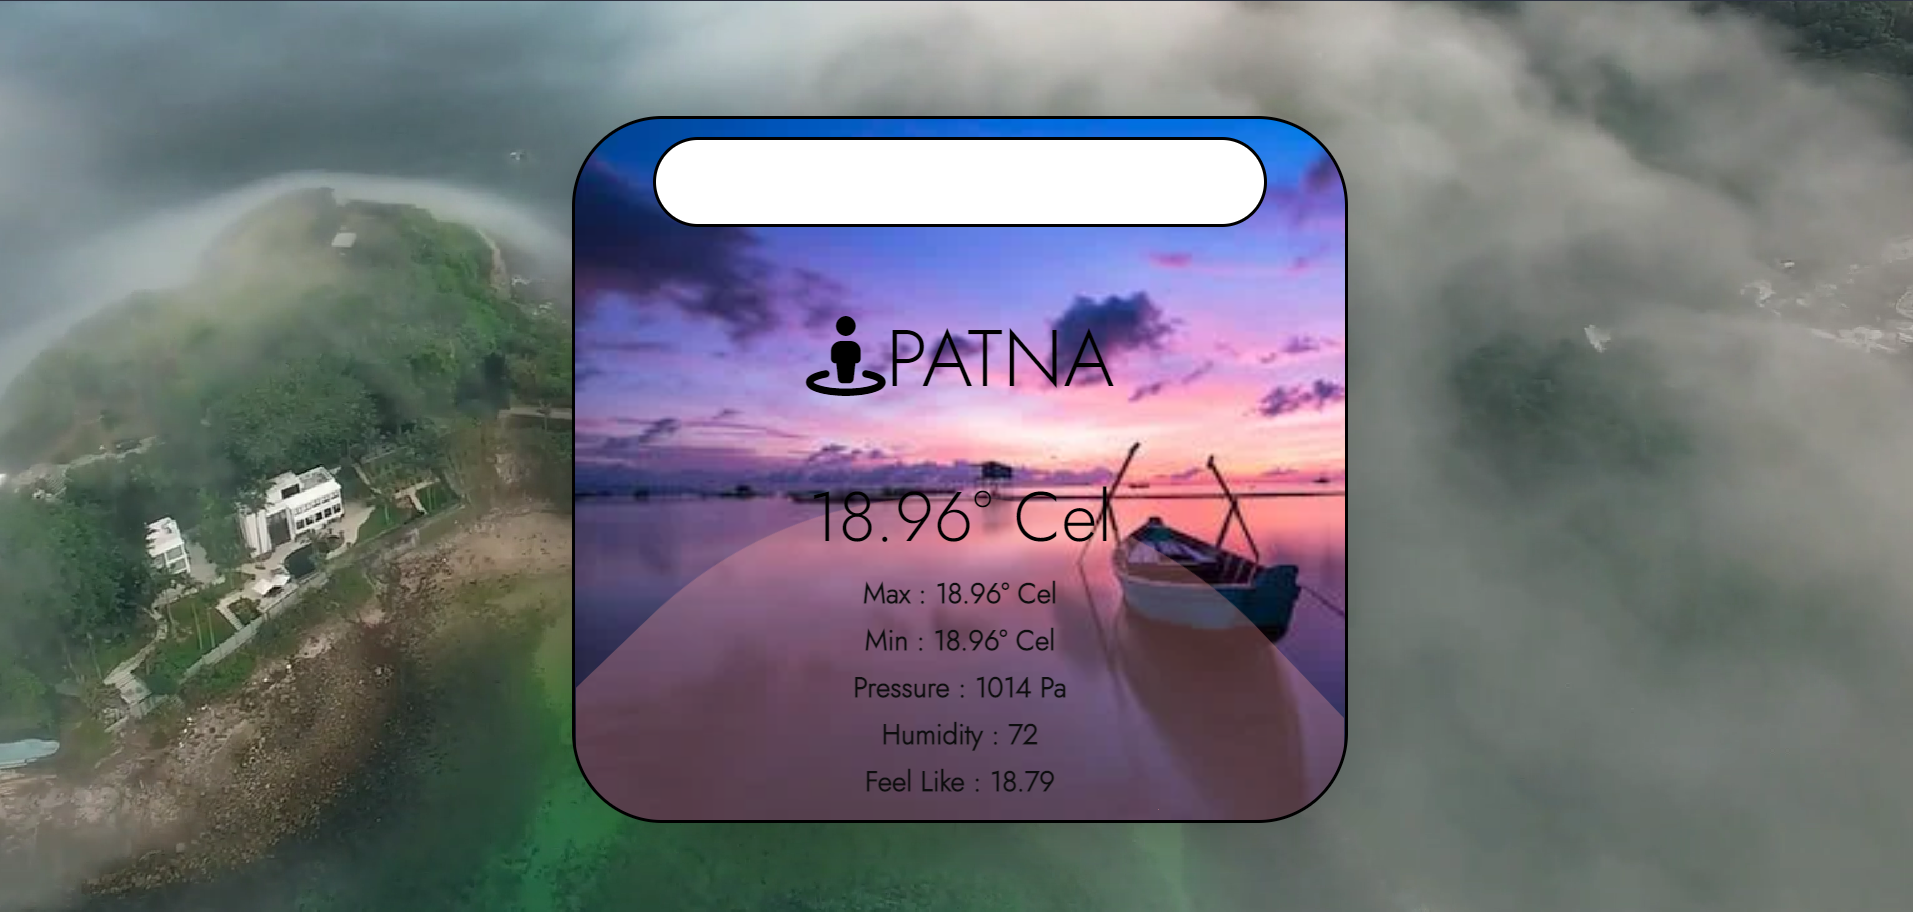 PATNA
18.96° Cel
Max : 18.96° Cel
Min : 18.96° Cel
Pressure : 1014 Pa
Humidity : 72
Feel Like : 18.79